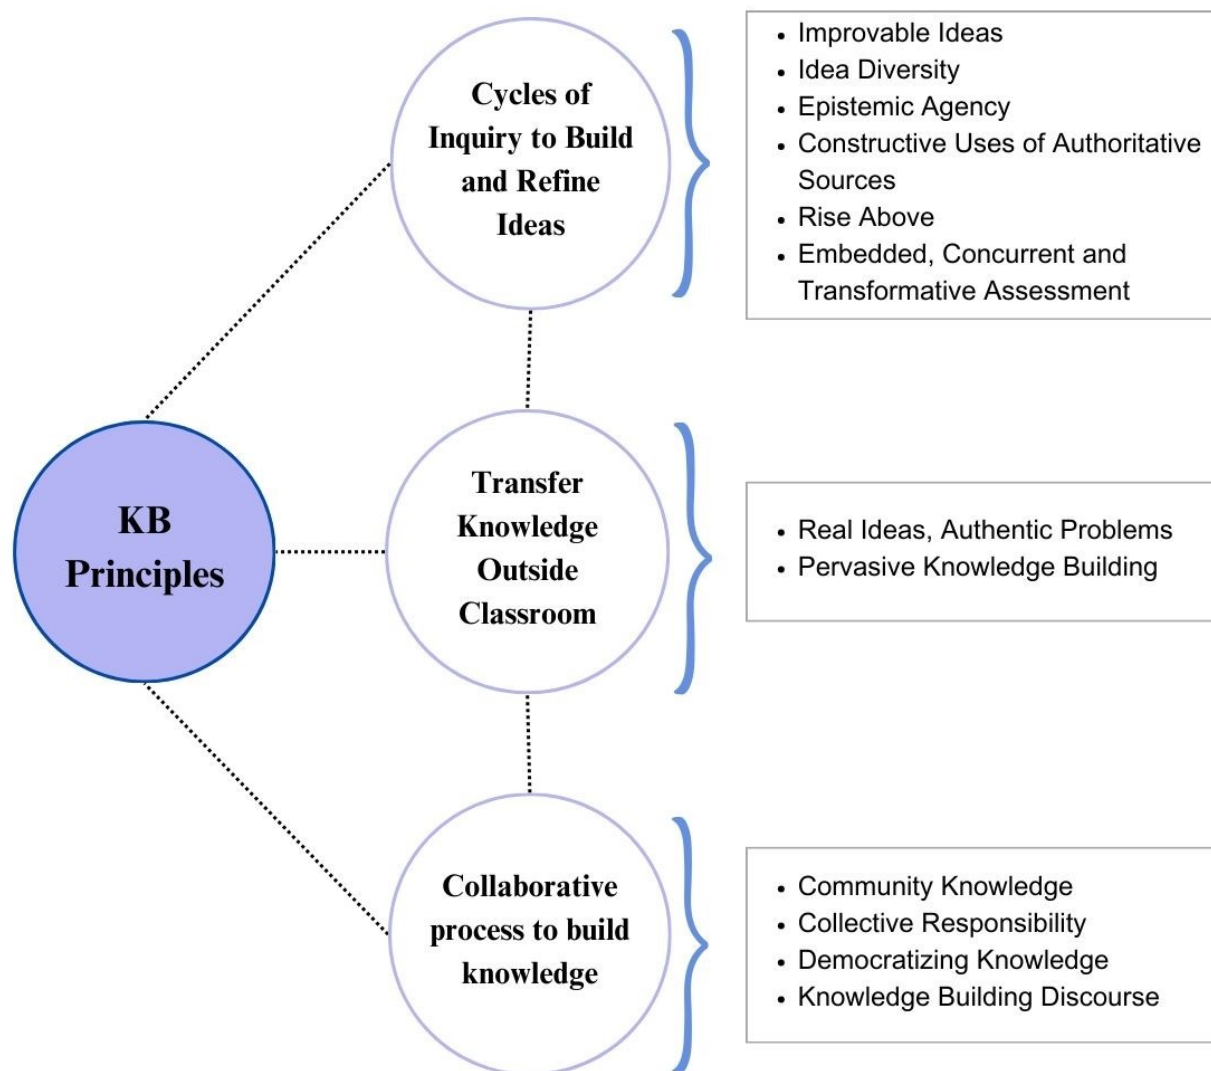 Cycles of
Inquiry to Build
and Refine
Ideas
• Improvable Ideas
• Idea Diversity
• Epistemic Agency
• Constructive Uses of Authoritative
Sources
• Rise Above
• Embedded, Concurrent and
Transformative Assessment
KB
Principles
Transfer
Knowledge
Outside
Classroom
• Real Ideas, Authentic Problems
• Pervasive Knowledge Building
Collaborative
process to build
knowledge
• Community Knowledge
• Collective Responsibility
• Democratizing Knowledge
• Knowledge Building Discourse